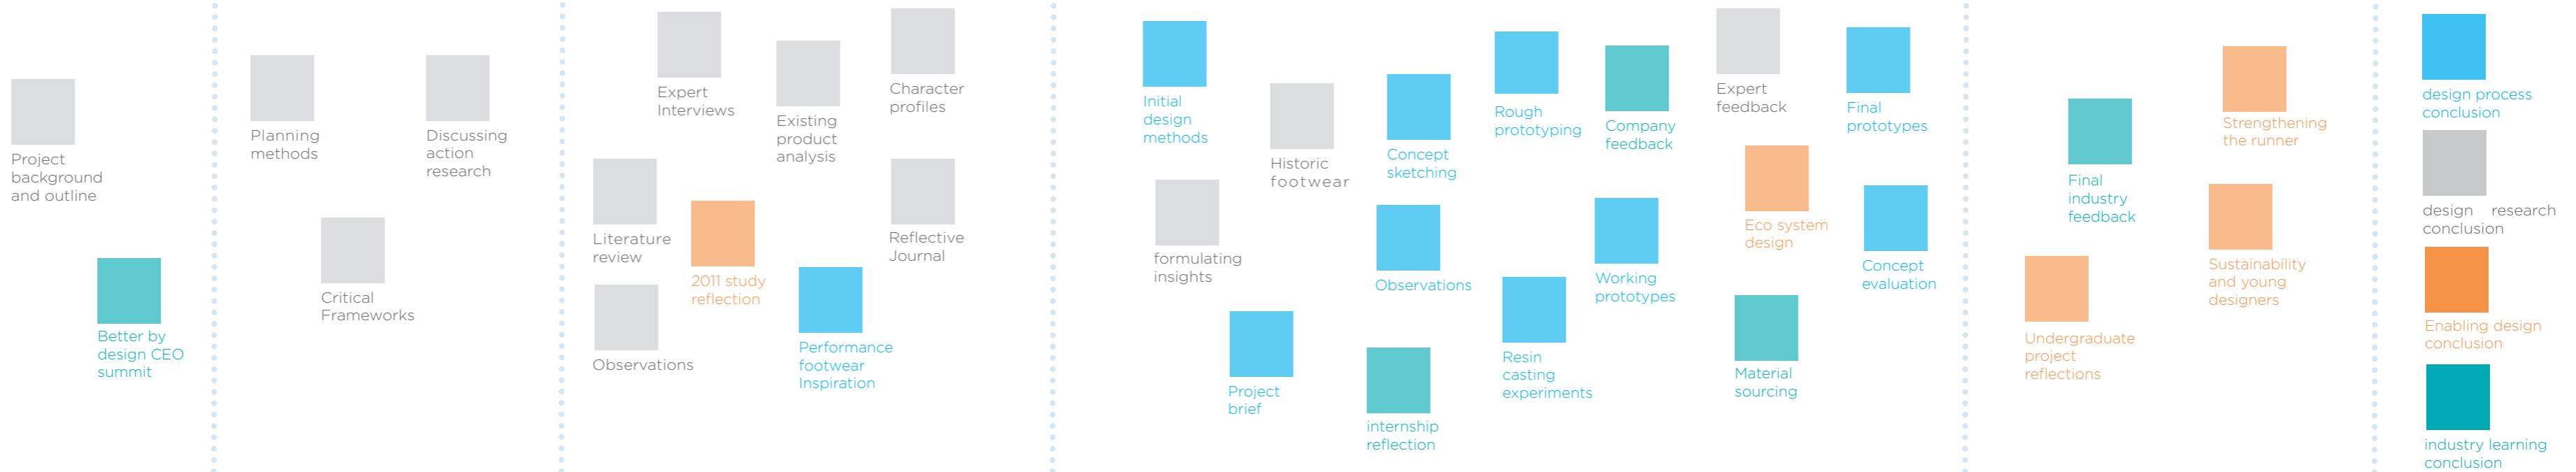 Project
background
and outline
Better by
design CEO
summit
Planning
methods
Discussing
action
research
Critical
Frameworks
Expert
Interviews
Existing
product
analysis
Character
profiles
Literature
review
2011 study
reflection
Reflective
Journal
Observations
Performance
footwear
Inspiration
Initial
design
methods
Historic
footwear
Concept
sketching
Rough
prototyping
Company
feedback
Expert
feedback
Final
prototypes
formulating
insights
Observations
Working
prototypes
Eco system
design
Concept
evaluation
Project
brief
internship
reflection
Resin
casting
experiments
Material
sourcing
Final
industry
feedback
Strengthening
the runner
Undergraduate
project
reflections
Sustainability
and young
designers
design process
conclusion
design research
conclusion
Enabling design
conclusion
industry learning
conclusion